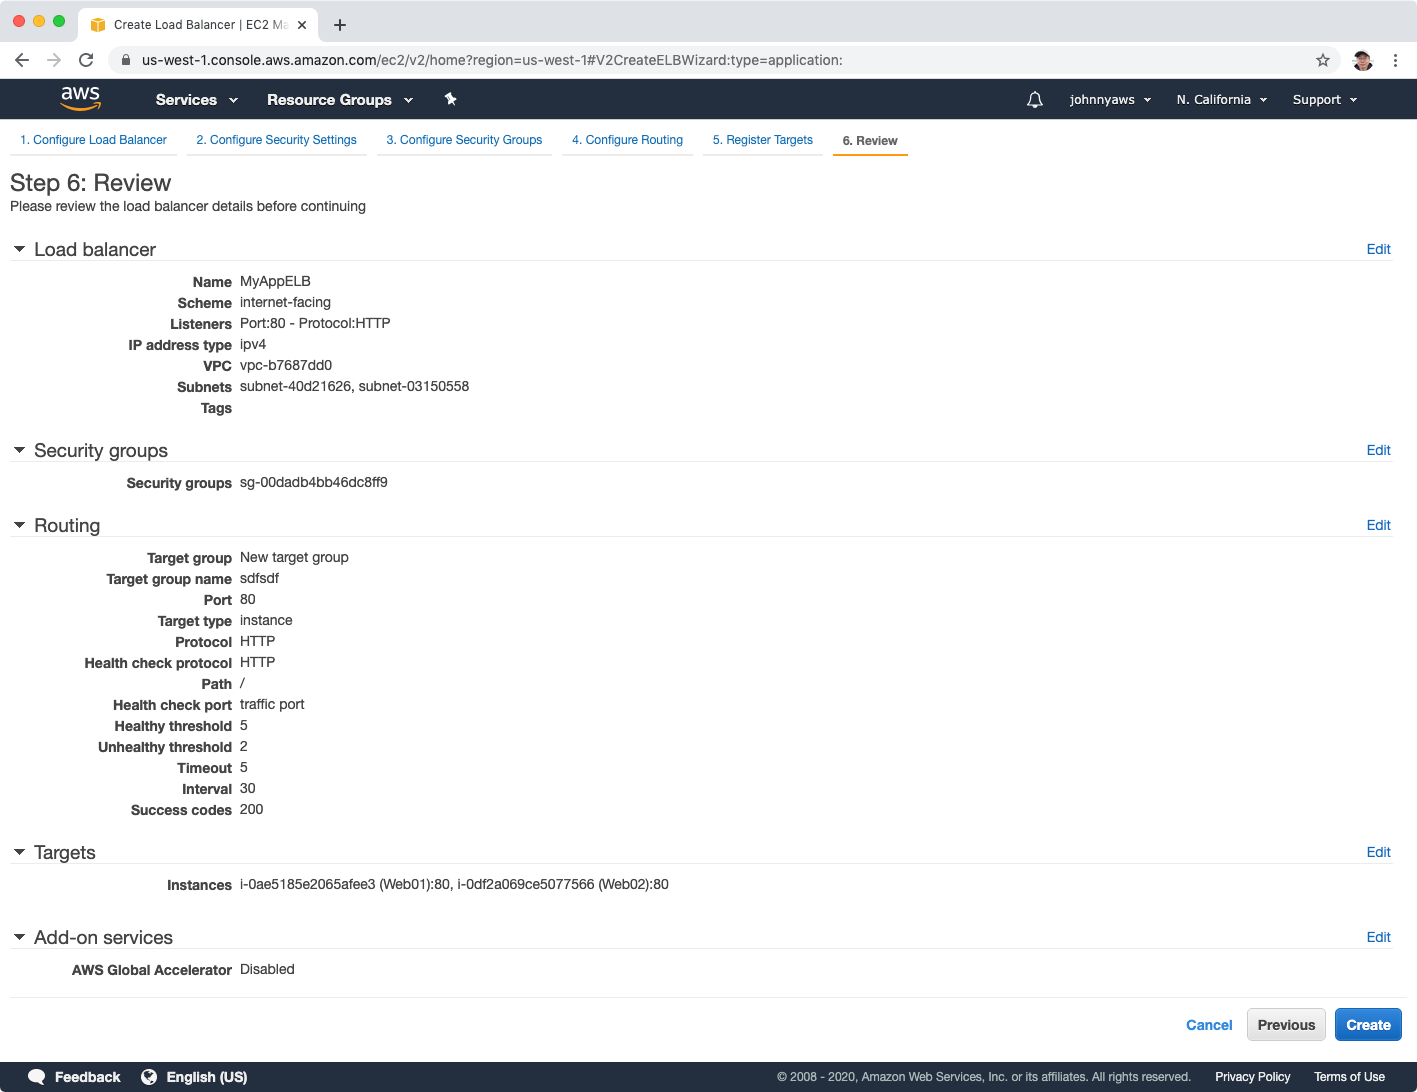 Create Load Balancer | EC2 Ma
us-west-1.console.aws.amazon.com/ec2/v2/home?region=us-west-1#V2CreateELBWizard:type=application:
aws Services Resource Groups johnnyaws N. California Support
1. Configure Load Balancer 2. Configure Security Settings 3. Configure Security Groups 4. Configure Routing 5. Register Targets 6. Review
Step 6: Review
Please review the load balancer details before continuing
Load balancer Edit
Name MyAppELB
Scheme internet-facing
Listeners Port:80 - Protocol:HTTP
IP address type ipv4
VPC vpc-b7687dd0
Subnets subnet-40d21626, subnet-03150558
Tags
Security groups Edit
Security groups sg-00dadb4bb46dc8ff9
Routing Edit
Target group New target group
Target group name sdfsdf
Port 80
Target type instance
Protocol HTTP
Health check protocol HTTP
Path /
Health check port traffic port
Healthy threshold 5
Unhealthy threshold 2
Timeout 5
Interval 30
Success codes 200
Targets Edit
Instances i-0ae5185e2065afee3 (Web01):80, i-0df2a069ce5077566 (Web02):80
Add-on services Edit
AWS Global Accelerator Disabled
Cancel Previous Create
Feedback English (US) © 2008 - 2020, Amazon Web Services, Inc. or its affiliates. All rights reserved. Privacy Policy Terms of Use